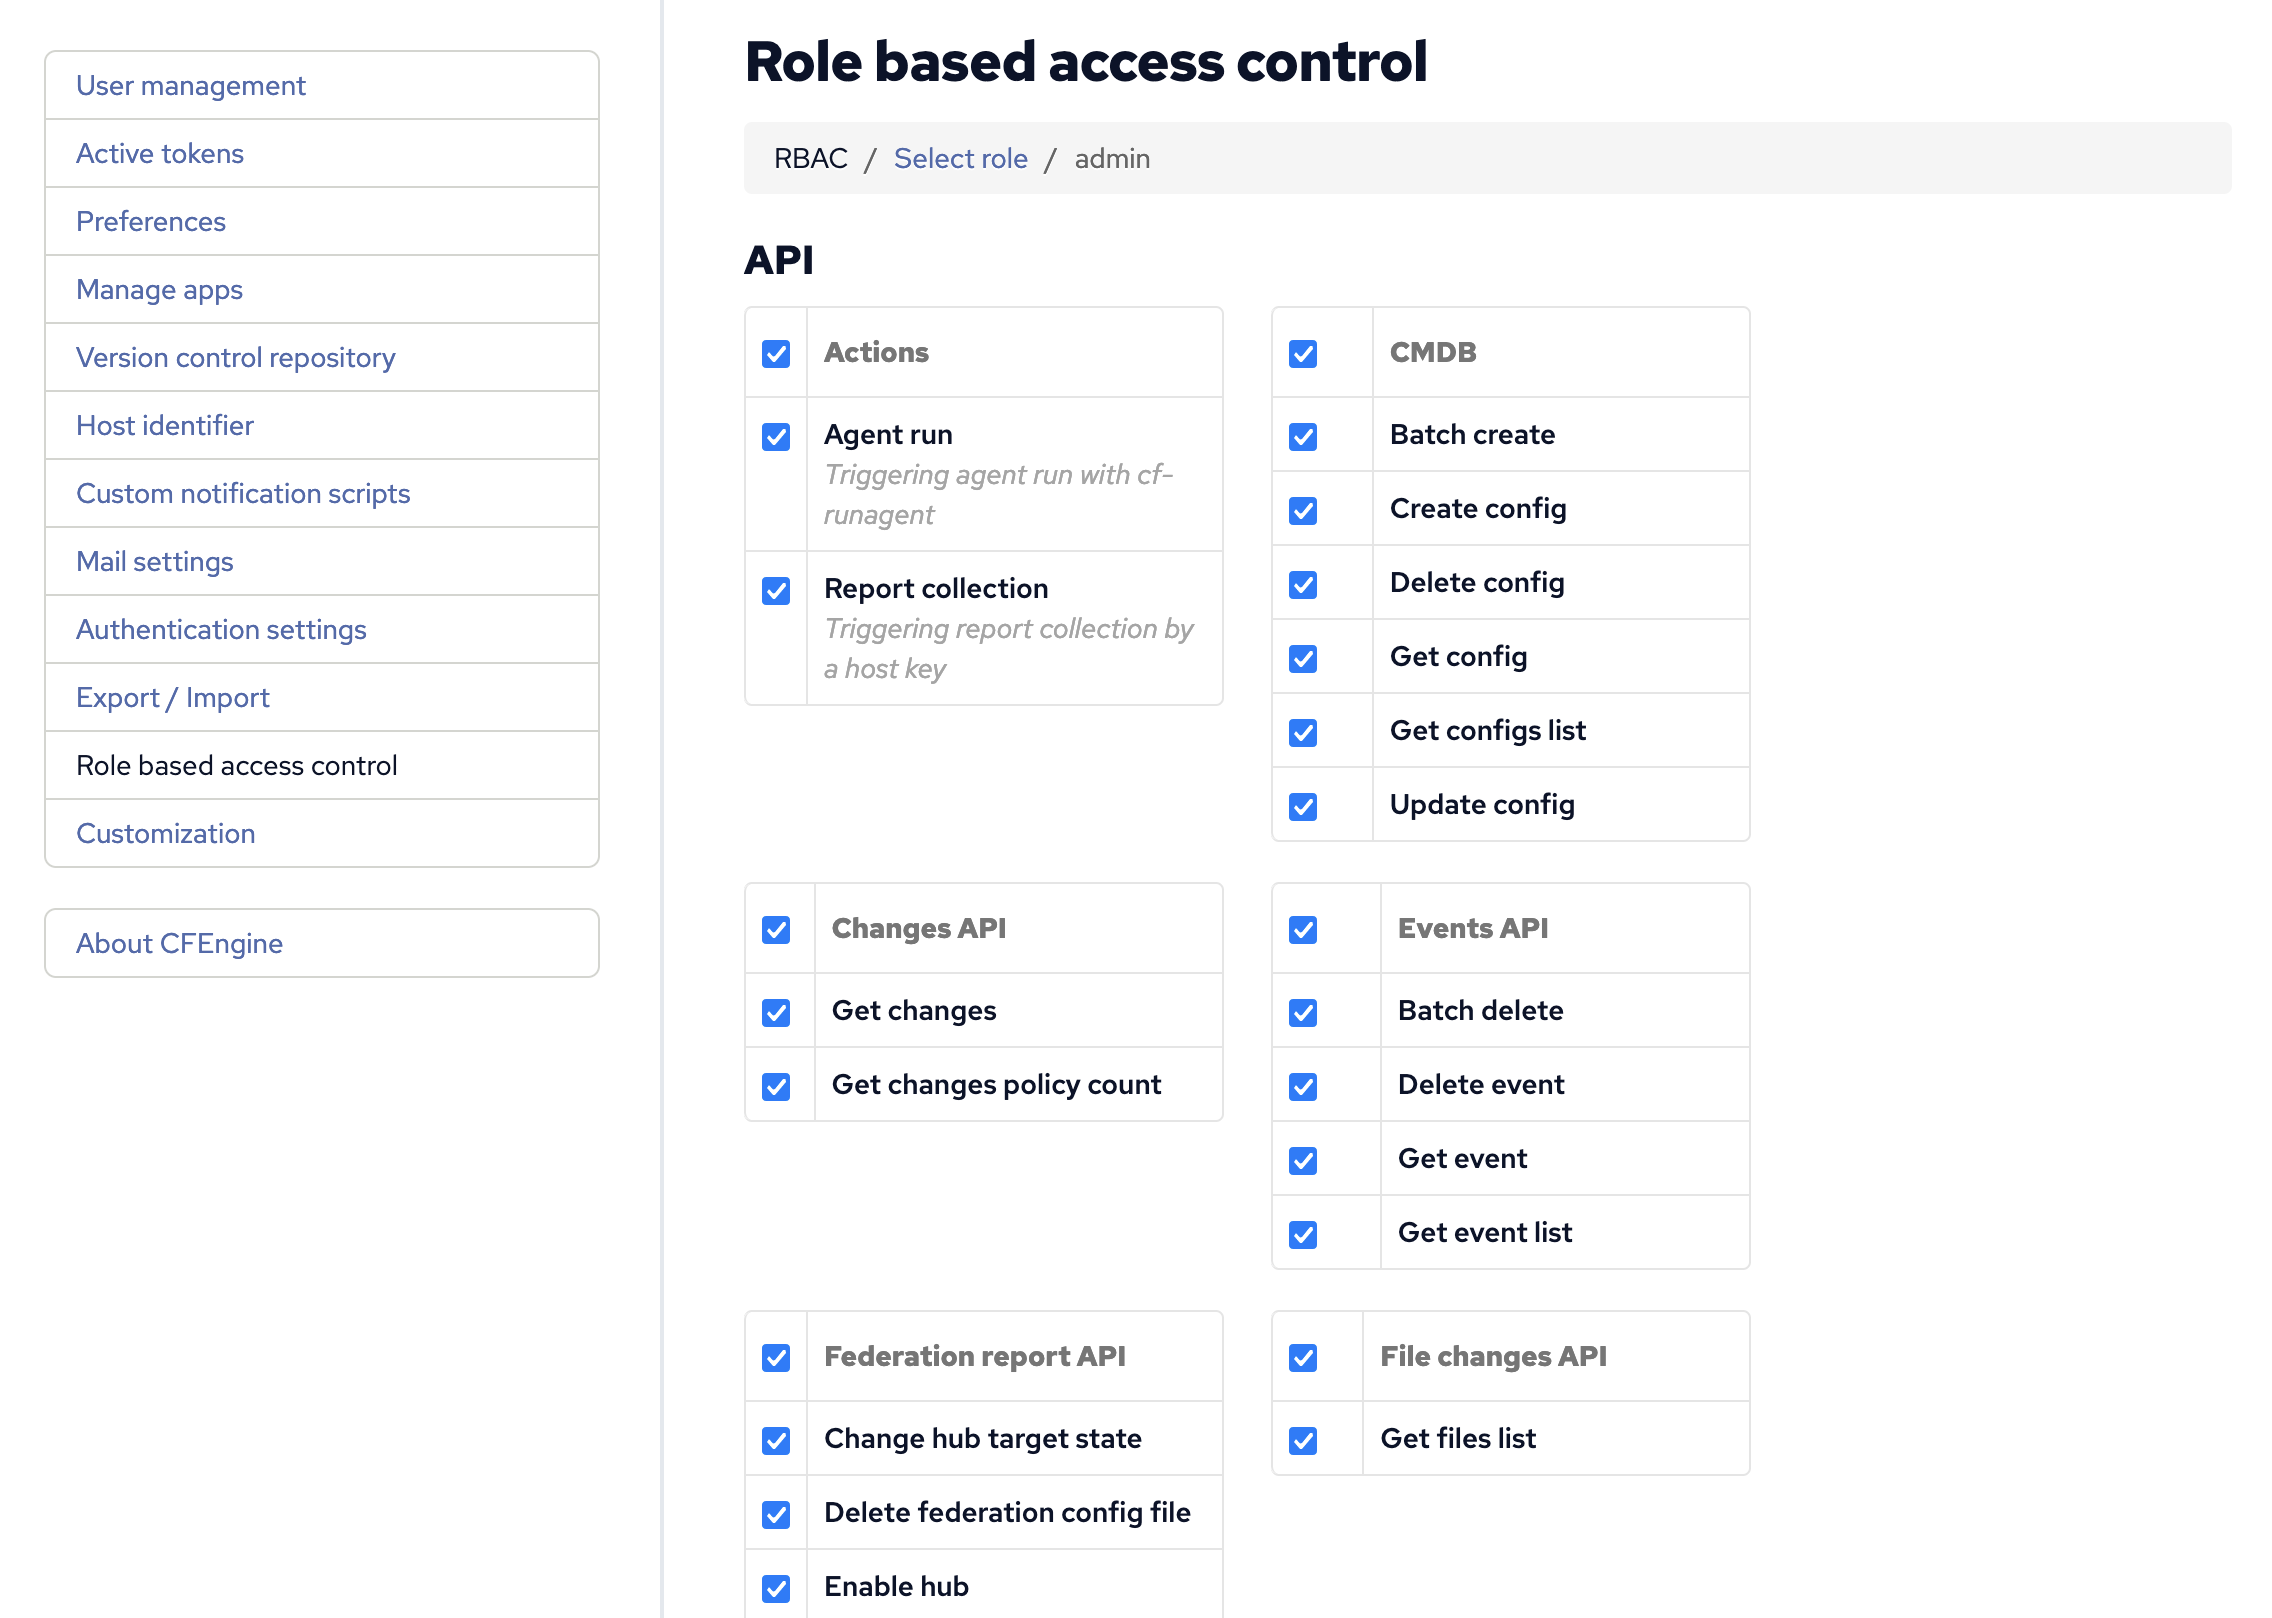 User management
Active tokens
Preferences
Manage apps
Version control repository
Host identifier
Custom notification scripts
Mail settings
Authentication settings
Export / Import
Role based access control
Customization
About CFEngine
Role based access control
RBAC / Select role / admin
API
Actions
Agent run
Triggering agent run with cf-
runagent
Report collection
Triggering report collection by
a host key
CMDB
Batch create
Create config
Delete config
Get config
Get configs list
Update config
Changes API
Get changes
Get changes policy count
Events API
Batch delete
Delete event
Get event
Get event list
Federation report API
Change hub target state
Delete federation config file
Enable hub
File changes API
Get files list